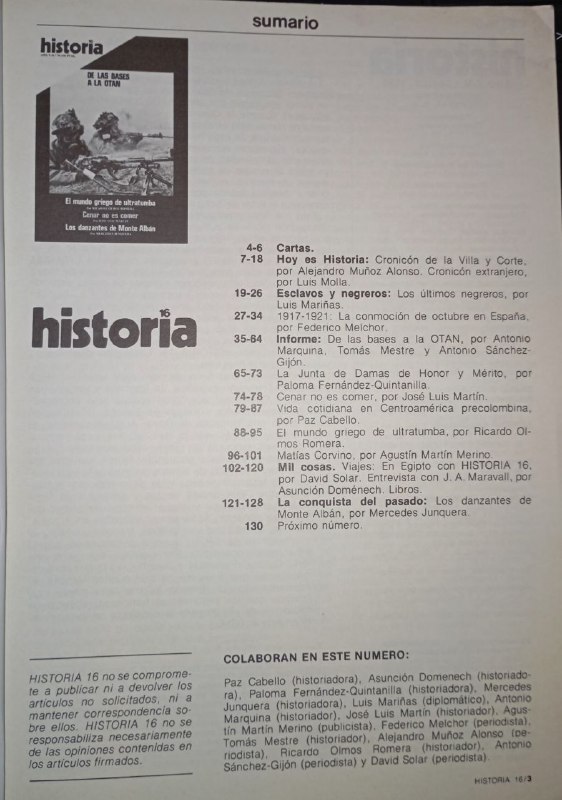 sumario
historia
DE LAS BASES
A LA OTAN
El mundo griego de ultratumba
Cenar no es comer
Los danzantes de Monte Albán
historia
16
4-6 Cartas.
7-18 Hoy es Historia: Cronicón de la Villa y Corte,
por Alejandro Muñoz Alonso. Cronicón extranjero,
por Luis Molla.
19-26 Esclavos y negreros: Los últimos negreros, por
Luis Mariñas.
27-34 1917-1921: La conmoción de octubre en España,
por Federico Melchor.
35-64 Informe: De las bases a la OTAN, por Antonio
Marquina, Tomás Mestre y Antonio Sánchez-
Gijón.
65-73 La Junta de Damas de Honor y Mérito, por
Paloma Fernández-Quintanilla.
74-78 Cenar no es comer, por José Luis Martín.
79-87 Vida cotidiana en Centroamérica precolombina,
por Paz Cabello.
88-95 El mundo griego de ultratumba, por Ricardo Ol-
mos Romera.
96-101 Matías Corvino, por Agustín Martín Merino.
102-120 Mil cosas. Viajes: En Egipto con HISTORIA 16,
por David Solar. Entrevista con J. A. Maravall, por
Asunción Doménech. Libros.
121-128 La conquista del pasado: Los danzantes de
Monte Albán, por Mercedes Junquera.
130 Próximo número.
HISTORIA 16 no se comprome-
te a publicar ni a devolver los
artículos no solicitados, ni a
mantener correspondencia so-
bre ellos. HISTORIA 16 no se
responsabiliza necesariamente
de las opiniones contenidas en
los artículos firmados.
COLABORAN EN ESTE NUMERO:
Paz Cabello (historiadora), Asunción Domenech (historiado-
ra), Paloma Fernández-Quintanilla (historiadora), Mercedes
Junquera (historiadora), Luis Mariñas (diplomático), Antonio
Marquina (historiador), José Luis Martín (historiador), Agus-
tín Martín Merino (publicista). Federico Melchor (periodista),
Tomás Mestre (historiador), Alejandro Muñoz Alonso (pe-
riodista), Ricardo Olmos Romera (historiador), Antonio
Sánchez-Gijón (periodista) y David Solar (periodista).
HISTORIA 16/3